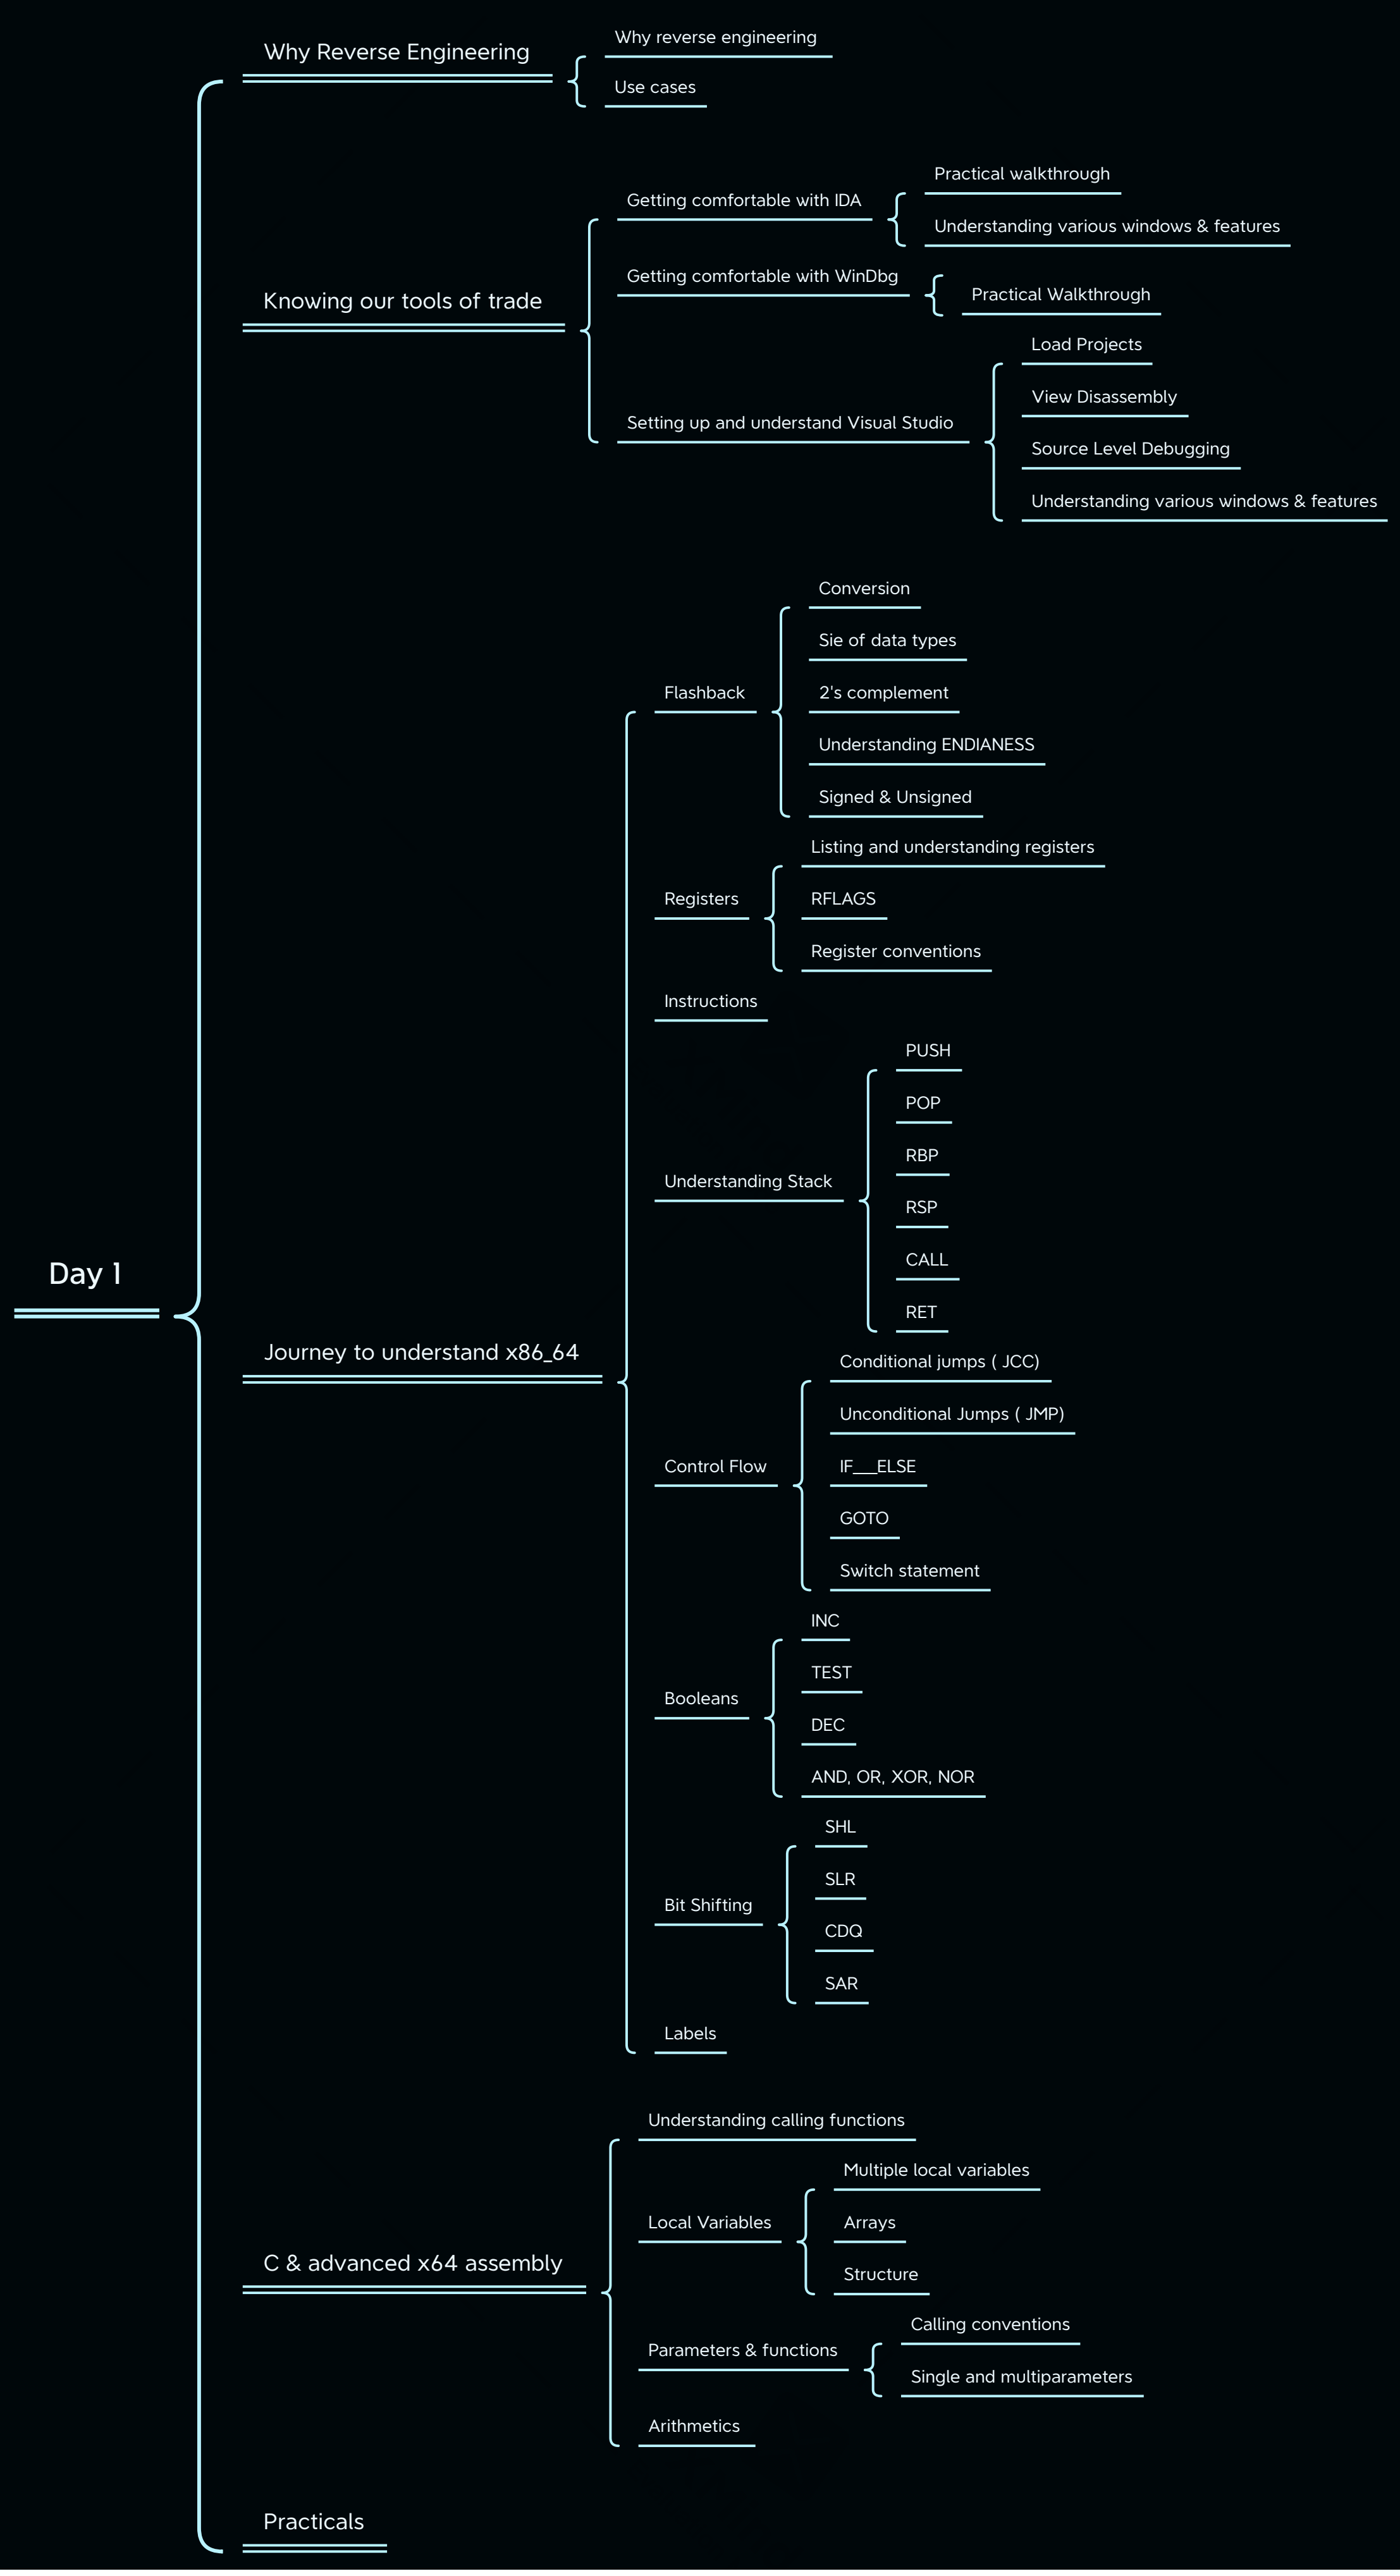 Why Reverse Engineering
Why reverse engineering
Use cases
Knowing our tools of trade
Getting comfortable with IDA
Practical walkthrough
Understanding various windows & features
Getting comfortable with WinDbg
Practical Walkthrough
Setting up and understand Visual Studio
Load Projects
View Disassembly
Source Level Debugging
Understanding various windows & features
Day 1
Journey to understand x86_64
Flashback
Conversion
Sie of data types
2's complement
Understanding ENDIANESS
Signed & Unsigned
Registers
Listing and understanding registers
RFLAGS
Register conventions
Instructions
Understanding Stack
PUSH
POP
RBP
RSP
CALL
RET
Control Flow
Conditional jumps ( JCC)
Unconditional Jumps ( JMP)
IF___ELSE
GOTO
Switch statement
Booleans
INC
TEST
DEC
AND, OR, XOR, NOR
Bit Shifting
SHL
SLR
CDQ
SAR
Labels
C & advanced x64 assembly
Understanding calling functions
Local Variables
Multiple local variables
Arrays
Structure
Parameters & functions
Calling conventions
Single and multiparameters
Arithmetics
Practicals